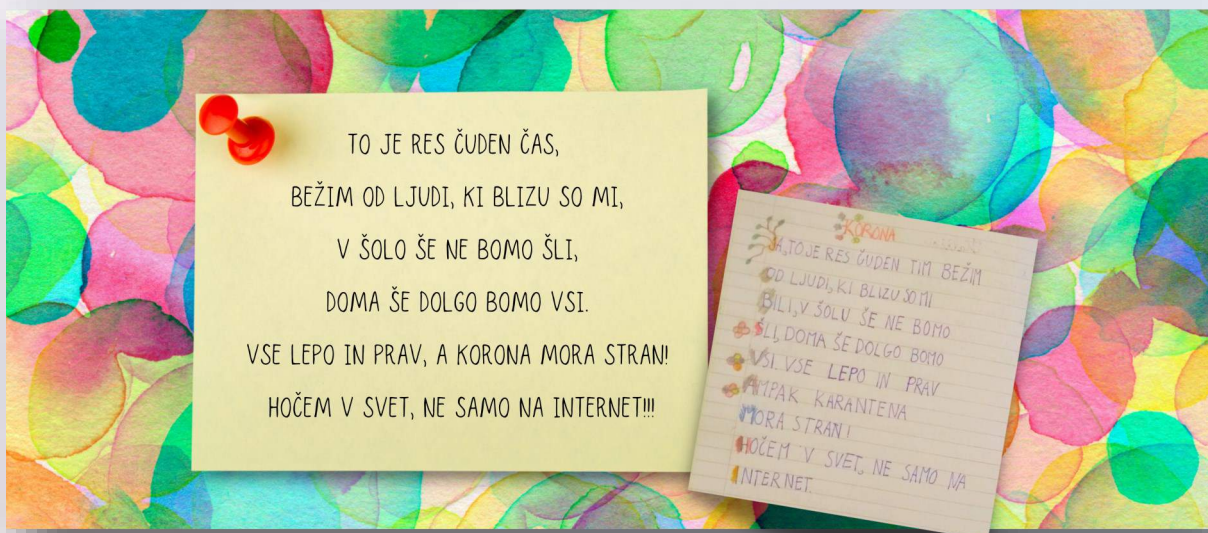 TO JE RES ČUDEN ČAS,
BEŽIM OD LJUDI, KI BLIZU SO MI,
V ŠOLO ŠE NE BOMO ŠLI,
DOMA ŠE DOLGO BOMO VSI.
VSE LEPO IN PRAV, A KORONA MORA STRAN!
HOČEM V SVET, NE SAMO NA INTERNET!!!
KORONA
JA, TO JE RES ČUDEN TIM BEŽIM
OD LJUDI, KI BLIZU SO MI
BILI, V ŠOLU ŠE NE BOMO
ŠLI, DOMA ŠE DOLGO BOMO
VŠI. VSE LEPO IN PRAV
AMPAK KARANTENA
MORA STRAN!
HOČEM V SVET, NE SAMO NA
INTERNET.